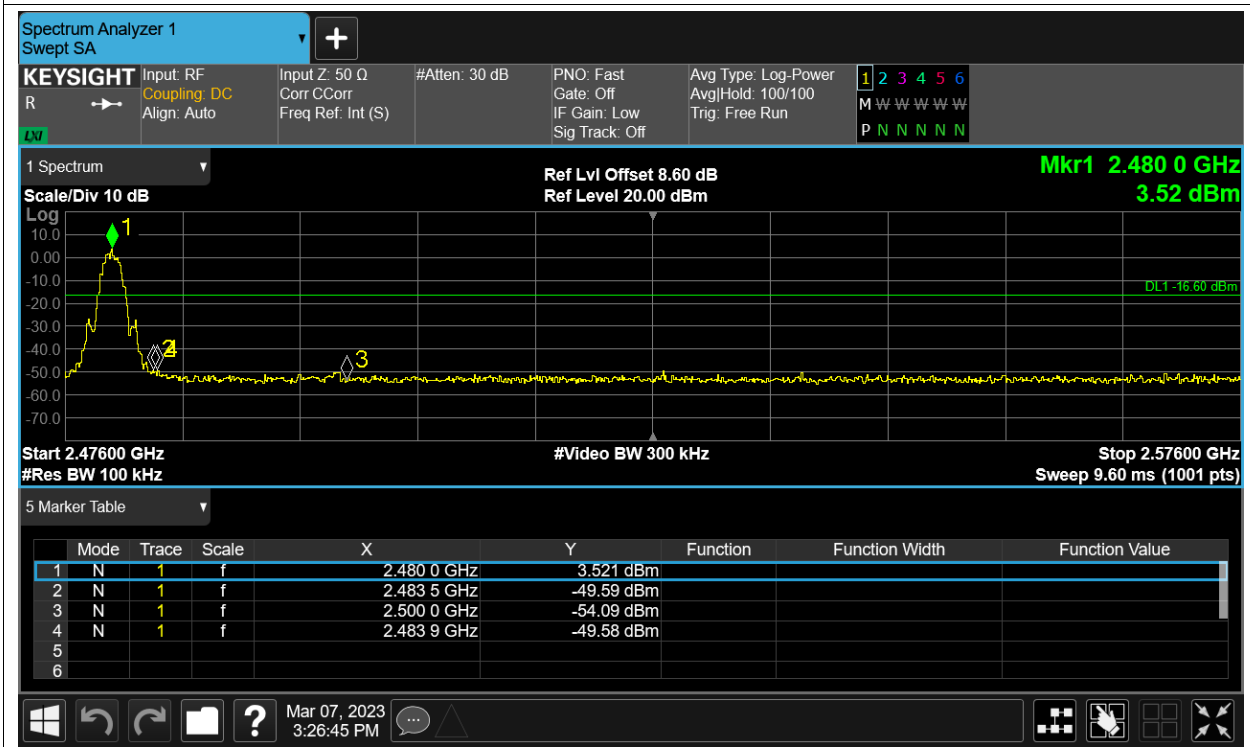 Spectrum Analyzer 1
Swept SA
+
KEYSIGHT Input: RF Input Z: 50 Ω #Atten: 30 dB PNO: Fast Avg Type: Log-Power 1 2 3 4 5 6
R Coupling: DC Corr CCorr Gate: Off Avg|Hold: 100/100 M W W W W W W
Align: Auto Freq Ref: Int (S) IF Gain: Low Trig: Free Run
LXI Sig Track: Off P N N N N N N
1 Spectrum Ref Lvl Offset 8.60 dB Mkr1 2.480 0 GHz
Scale/Div 10 dB Ref Level 20.00 dBm 3.52 dBm
Log
1
10.0
0.00
-10.0
DL1 -16.60 dBm
-20.0
-30.0
-40.0
2 4
3
-50.0
-60.0
-70.0
Start 2.47600 GHz #Video BW 300 kHz Stop 2.57600 GHz
#Res BW 100 kHz Sweep 9.60 ms (1001 pts)
5 Marker Table
Mode Trace Scale X Y Function Function Width Function Value
1 N 1 f 2.480 0 GHz 3.521 dBm
2 N 1 f 2.483 5 GHz -49.59 dBm
3 N 1 f 2.500 0 GHz -54.09 dBm
4 N 1 f 2.483 9 GHz -49.58 dBm
5
6
? Mar 07, 2023
3:26:45 PM